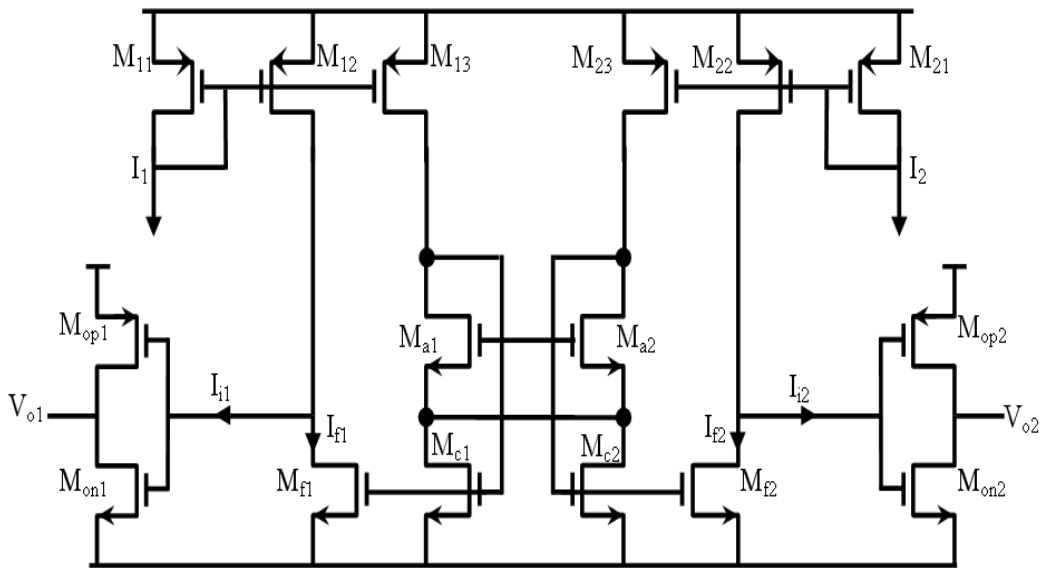 M11 M12 M13 M23 M22 M21
I1 I2
Mop1 Ma1 Ma2 Mop2
Ii1 Ii2
Vo1 If1 If2 Vo2
Mc1 Mc2
Mon1 Mf1 Mf2 Mon2